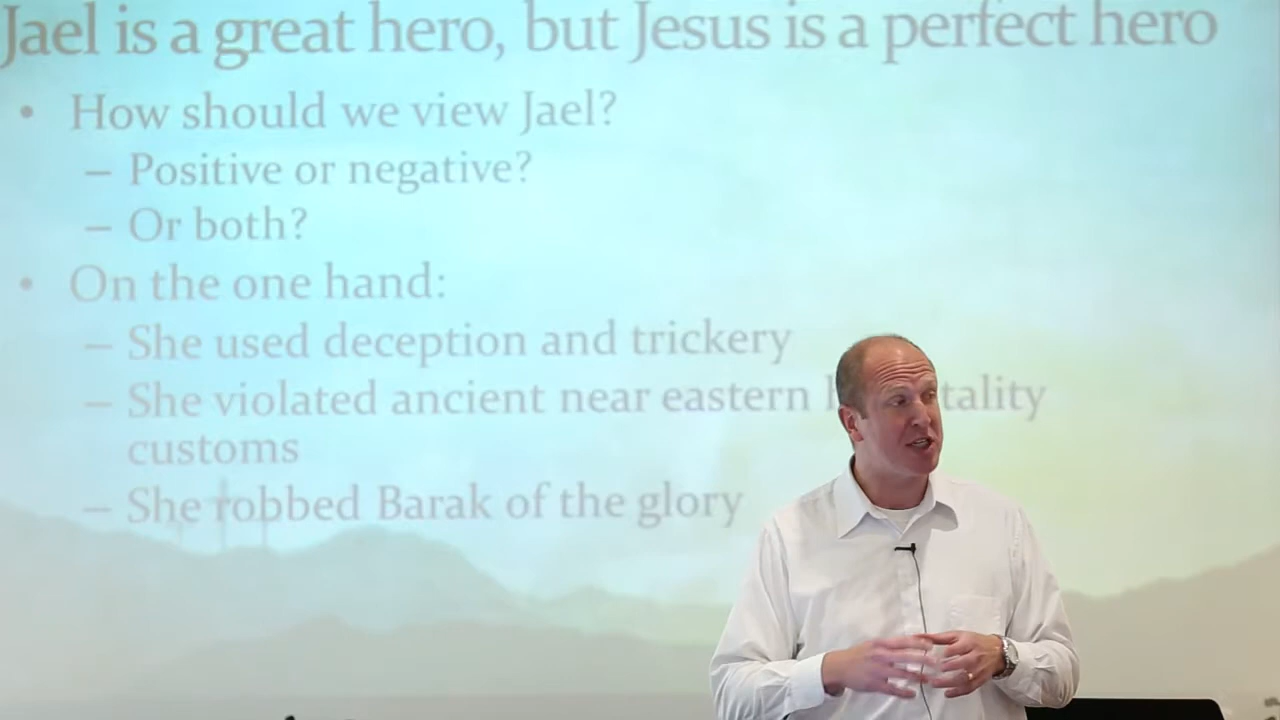 Jael is a great hero, but Jesus is a perfect hero
• How should we view Jael?
– Positive or negative?
– Or both?
• On the one hand:
– She used deception and trickery
– She violated ancient near eastern
customs
– She robbed Barak of the glory